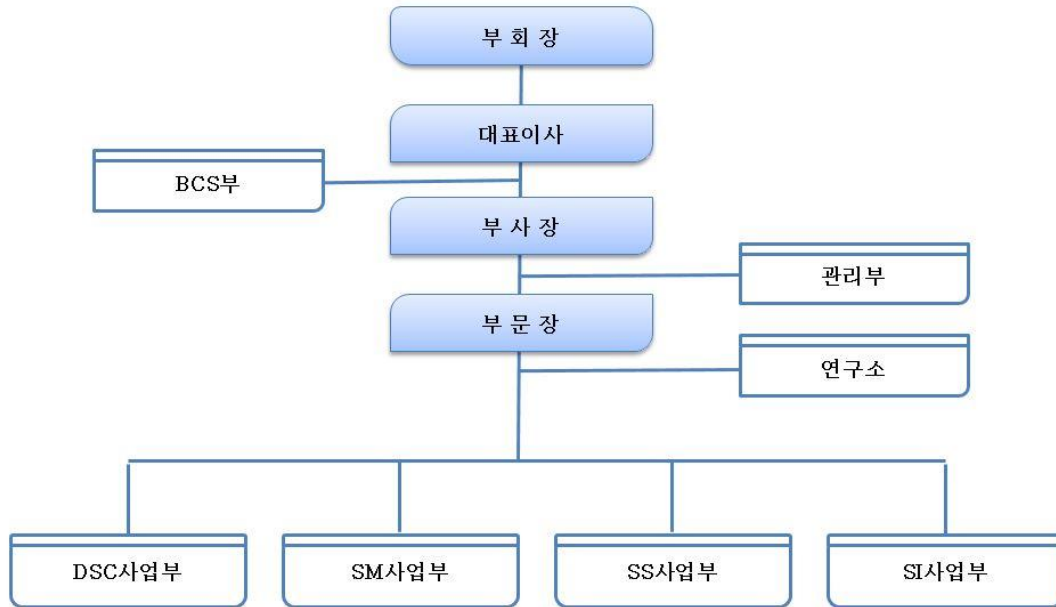 부 회 장
대표이사
BCS부
부 사 장
관리부
부 문 장
연구소
DSC사업부
SM사업부
SS사업부
SI사업부